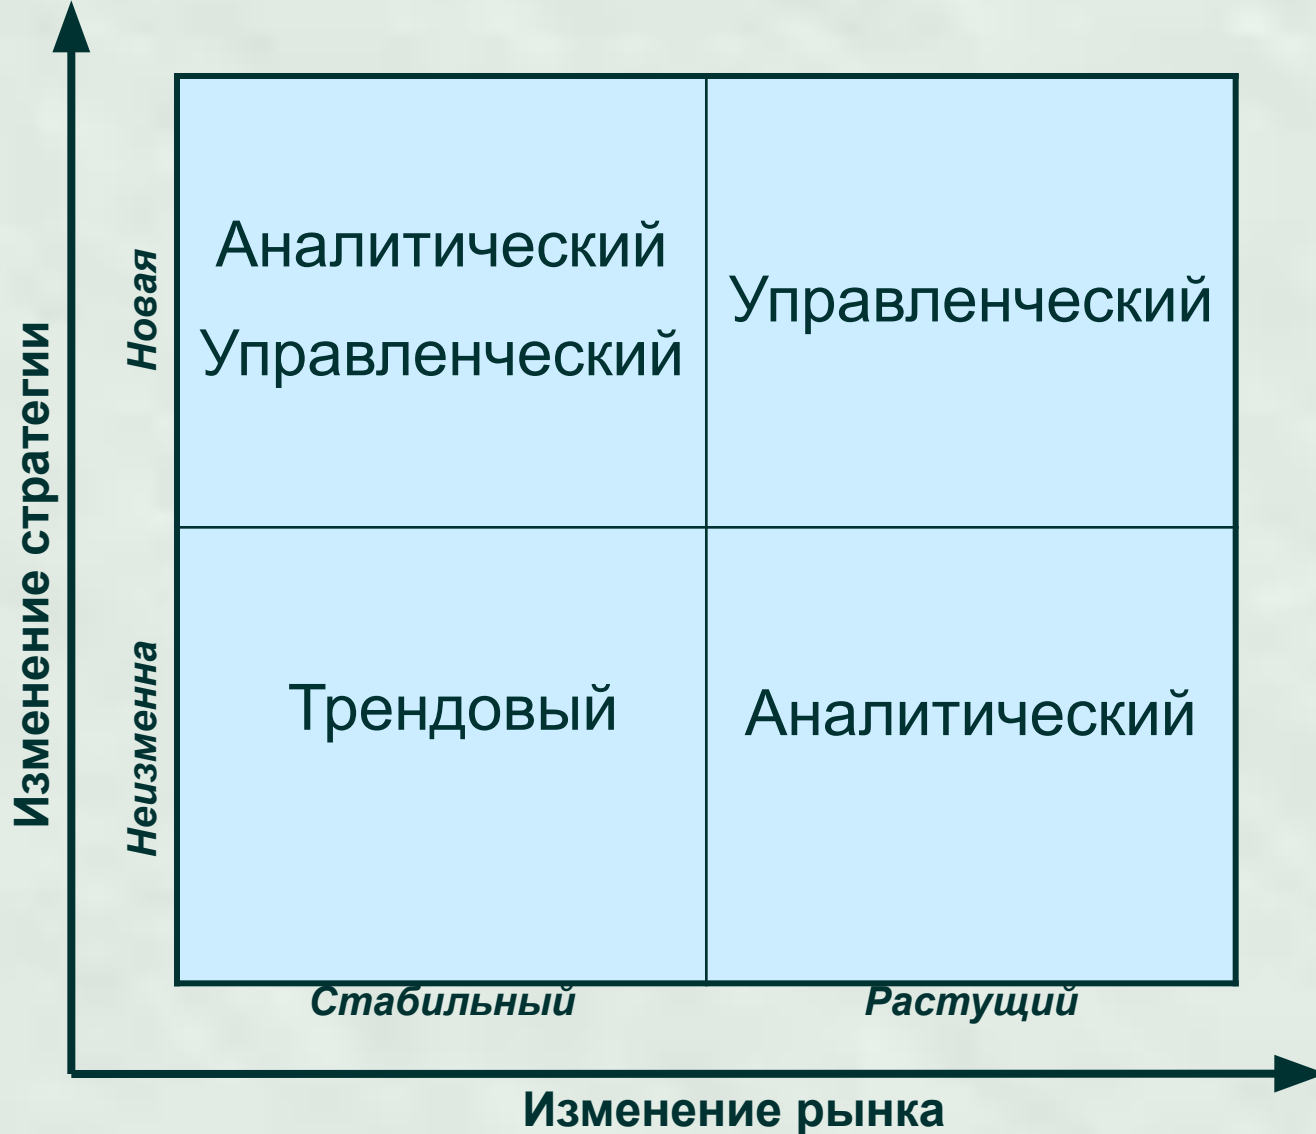 Изменение стратегии
Новая
Аналитический
Управленческий
Управленческий
Неизменна
Трендовый
Аналитический
Стабильный
Растущий
Изменение рынка